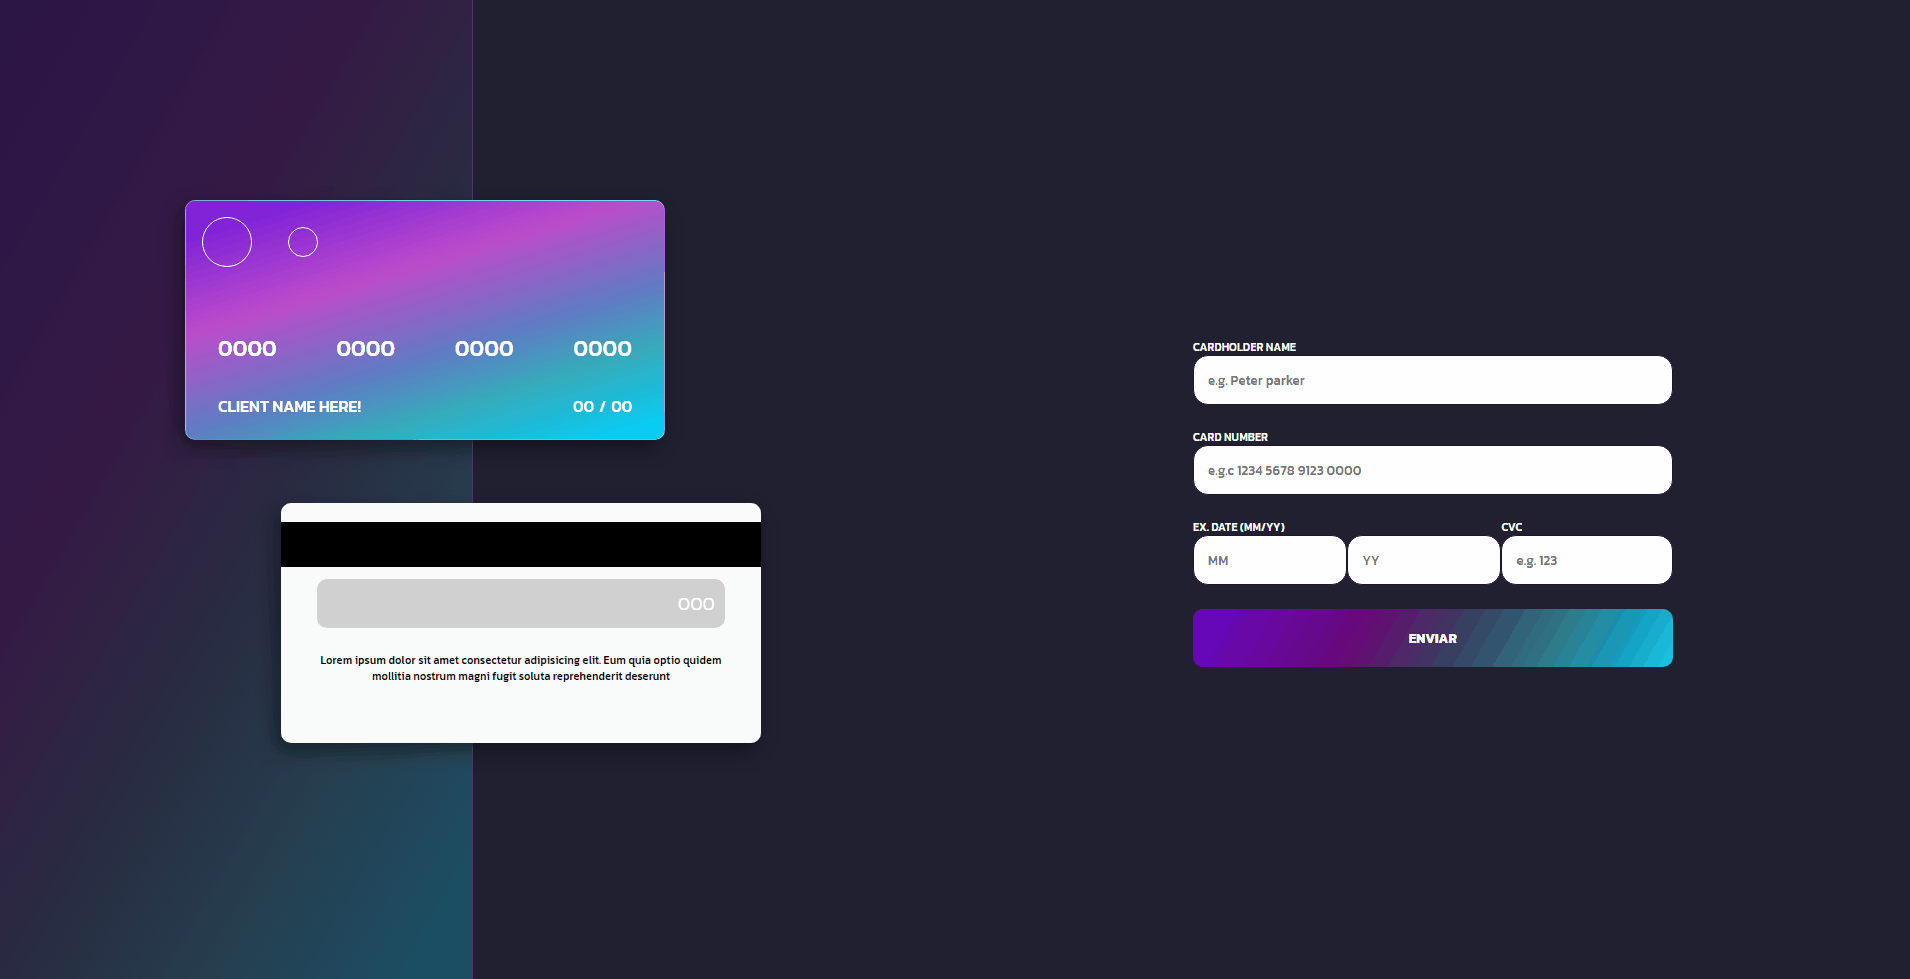 0000 0000 0000 0000
CLIENT NAME HERE!
00 / 00
000
Lorem ipsum dolor sit amet consectetur adipisicing elit. Eum quia optio quidem
mollitia nostrum magni fugit soluta reprehenderit deserunt
CARDHOLDER NAME
e.g. Peter parker
CARD NUMBER
e.g.c 1234 5678 9123 0000
EX. DATE (MM/YY) CVC
MM YY e.g. 123
ENVIAR